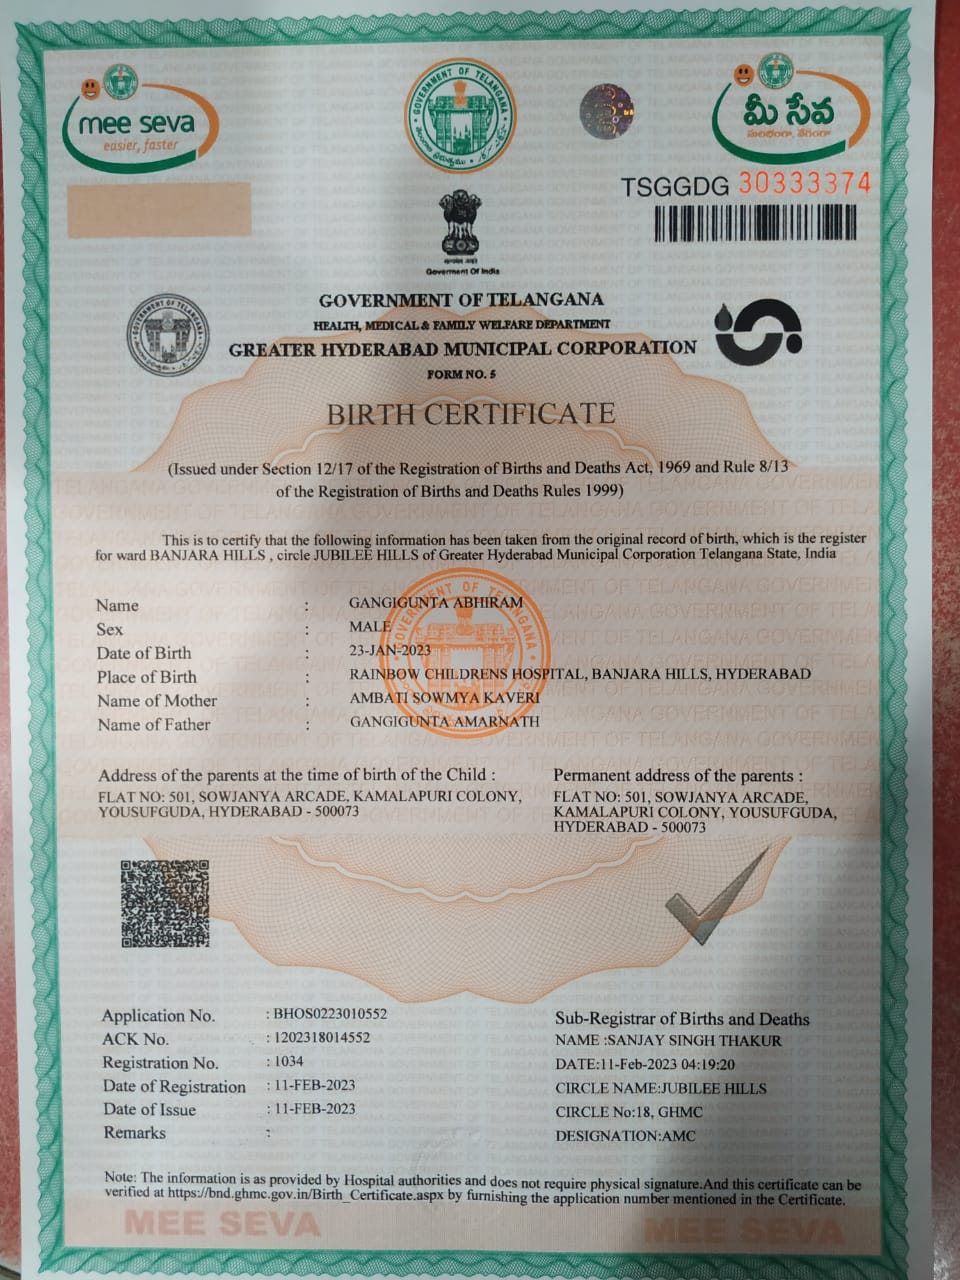 mee seva
easier, faster
GOVERNMENT OF TELANGANA
మీ సేవ
TSGGDG 30333374
Goverment Of India
GOVERNMENT OF TELANGANA
HEALTH, MEDICAL & FAMILY WELFARE DEPARTMENT
GREATER HYDERABAD MUNICIPAL CORPORATION
FORM NO. 5
BIRTH CERTIFICATE
(Issued under Section 12/17 of the Registration of Births and Deaths Act, 1969 and Rule 8/13
of the Registration of Births and Deaths Rules 1999)
This is to certify that the following information has been taken from the original record of birth, which is the register
for ward BANJARA HILLS , circle JUBILEE HILLS of Greater Hyderabad Municipal Corporation Telangana State, India
Name : GANGIGUNTA ABHIRAM
Sex : MALE
Date of Birth : 23-JAN-2023
Place of Birth : RAINBOW CHILDRENS HOSPITAL, BANJARA HILLS, HYDERABAD
Name of Mother : AMBATI SOWMYA KAVERI
Name of Father : GANGIGUNTA AMARNATH
Address of the parents at the time of birth of the Child :
FLAT NO: 501, SOWJANYA ARCADE, KAMALAPURI COLONY,
YOUSUFGUDA, HYDERABAD - 500073
Permanent address of the parents :
FLAT NO: 501, SOWJANYA ARCADE,
KAMALAPURI COLONY, YOUSUFGUDA,
HYDERABAD - 500073
Application No. : BHOS0223010552
ACK No. : 1202318014552
Registration No. : 1034
Date of Registration : 11-FEB-2023
Date of Issue : 11-FEB-2023
Remarks :
Sub-Registrar of Births and Deaths
NAME :SANJAY SINGH THAKUR
DATE:11-Feb-2023 04:19:20
CIRCLE NAME:JUBILEE HILLS
CIRCLE No:18, GHMC
DESIGNATION:AMC
Note: The information is as provided by Hospital authorities and does not require physical signature.And this certificate can be
verified at https://bnd.ghmc.gov.in/Birth_Certificate.aspx by furnishing the application number mentioned in the Certificate.
MEE SEVA MEE SEVA